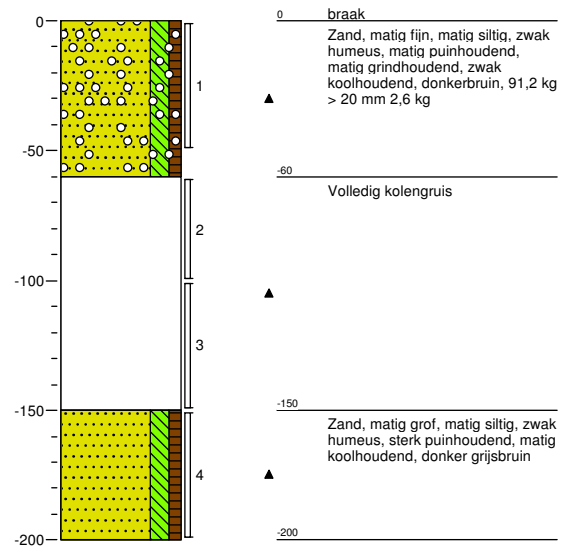 0
-50
-100
-150
-200
1
2
3
4
0 braak
Zand, matig fijn, matig siltig, zwak
humeus, matig puinhoudend,
matig grindhoudend, zwak
koolhoudend, donkerbruin, 91,2 kg
> 20 mm 2,6 kg
-60
Volledig kolengruis
-150
Zand, matig grof, matig siltig, zwak
humeus, sterk puinhoudend, matig
koolhoudend, donker grijsbruin
-200